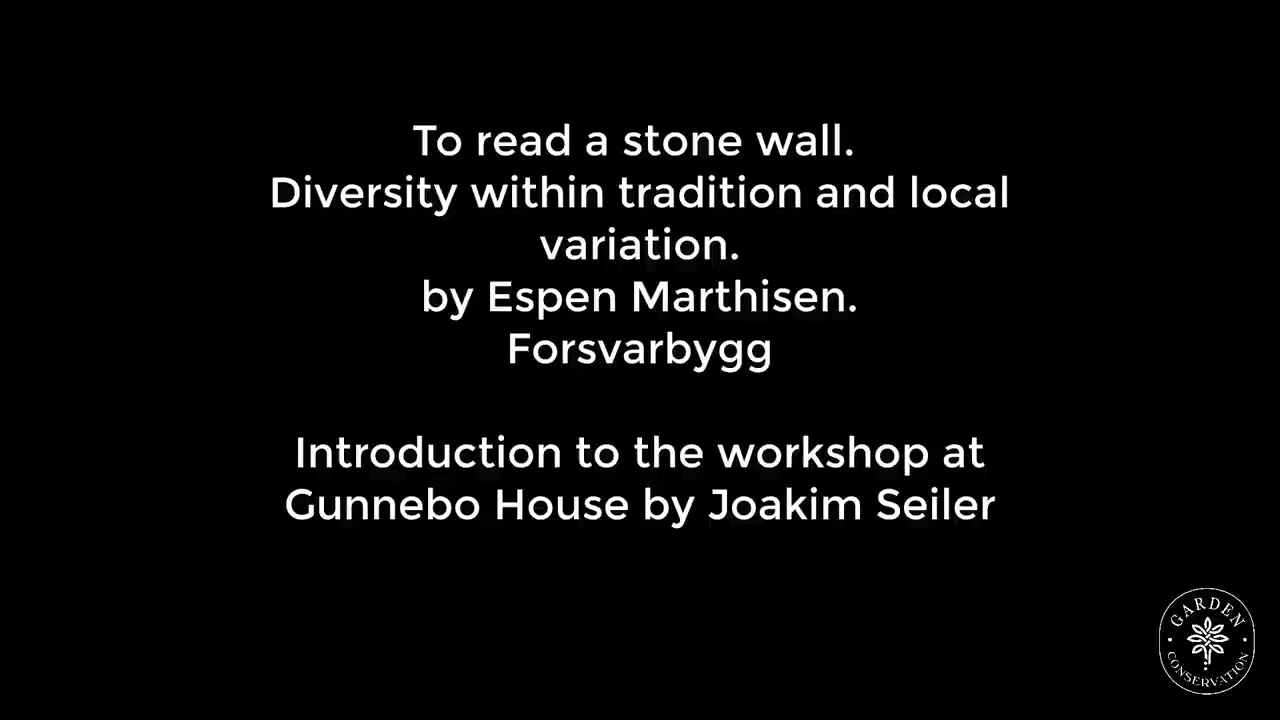 To read a stone wall.
Diversity within tradition and local
variation.
by Espen Marthisen.
Forsvarbygg
Introduction to the workshop at
Gunnebo House by Joakim Seiler
GARDEN
CONSERVATION